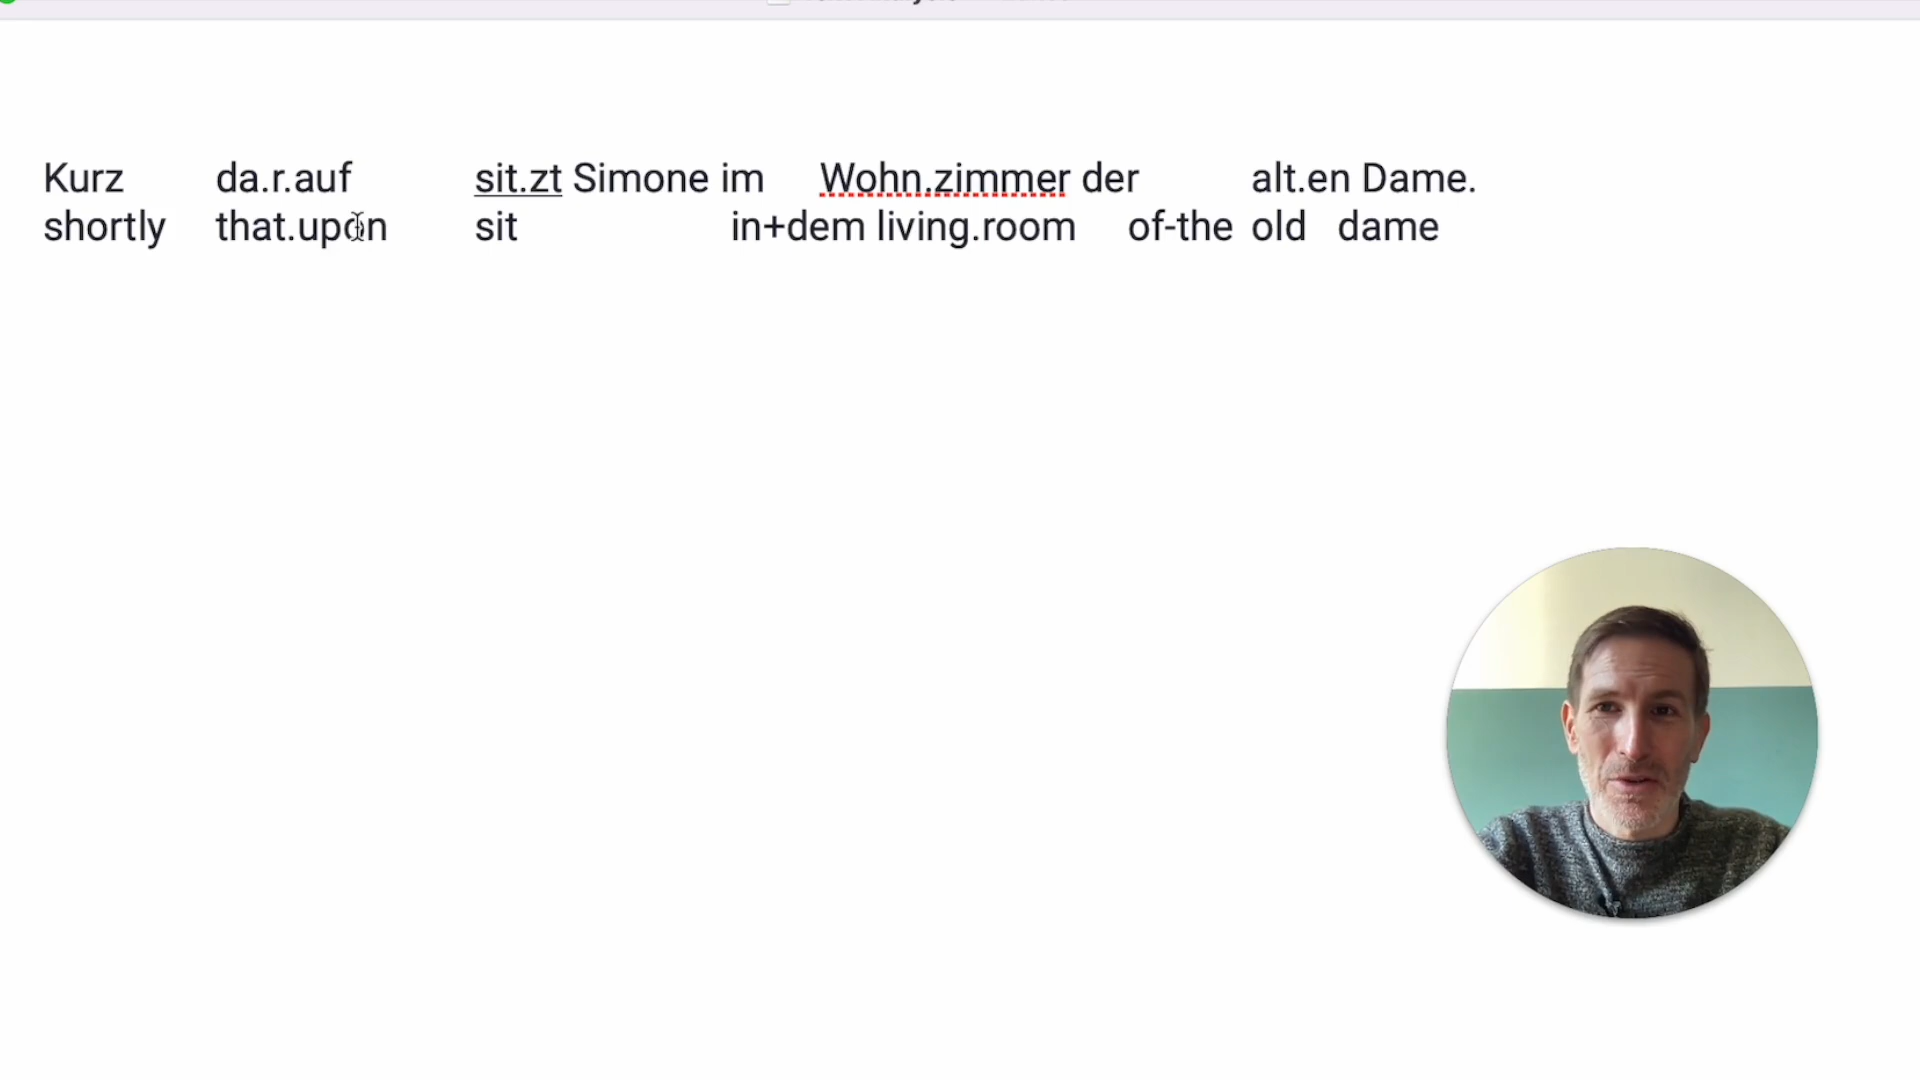 Kurz da.r.auf sit.zt Simone im Wohn.zimmer der alt.en Dame.
shortly that.upon sit in+dem living.room of-the old dame